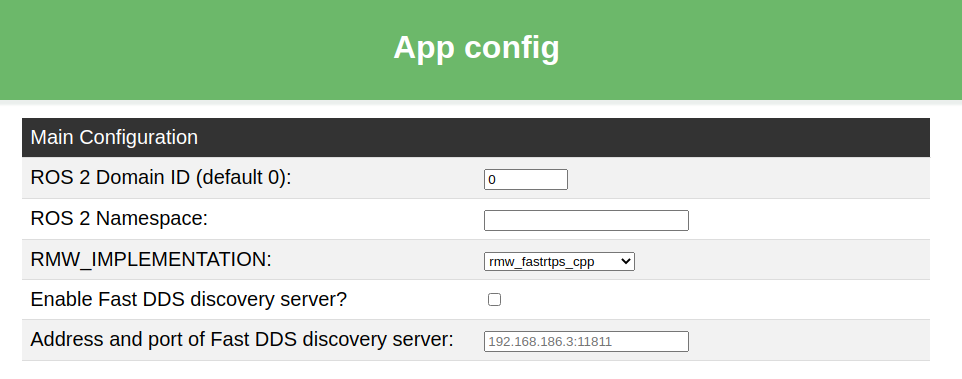 App config
Main Configuration
ROS 2 Domain ID (default 0): 0
ROS 2 Namespace:
RMW_IMPLEMENTATION: rmw_fastrtps_cpp
Enable Fast DDS discovery server?
Address and port of Fast DDS discovery server: 192.168.186.3:11811